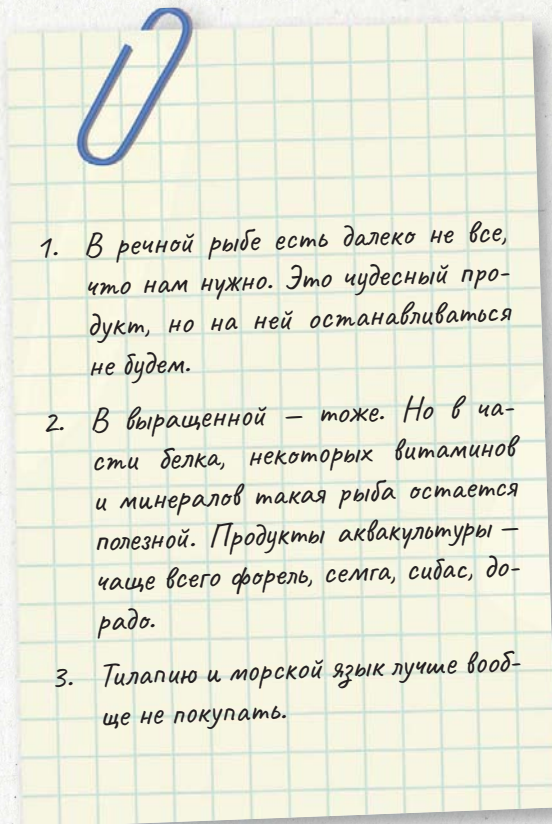 1. В речной рыбе есть далеко не все,
что нам нужно. Это чудесный про-
дукт, но на ней останавливаться
не будем.
2. В выращенной — тоже. Но в ча-
сти белка, некоторых витаминов
и минералов такая рыба остается
полезной. Продукты аквакультуры —
чаще всего форель, семга, сибас, до-
радо.
3. Тилапию и морской язык лучше вооб-
ще не покупать.